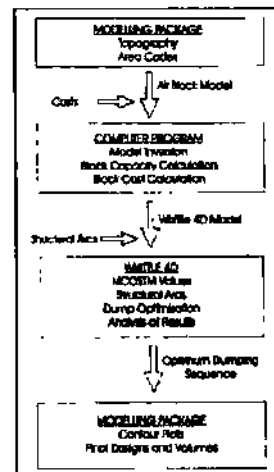 MODELLING PACKAGE
Topography
Area Codes
Air Block Model
Costs
COMPUTER PROGRAM
Model Inversion
Block Capacity Calculation
Block Cost Calculation
Whittle 4D Model
Structural Arcs
WHITTLE 4D
Values
Structural Arcs
Dump Optimisation
Analysis of Results
Optimum Dumping
Sequence
MODELLING PACKAGE
Contour Plots
Final Designs and Volumes